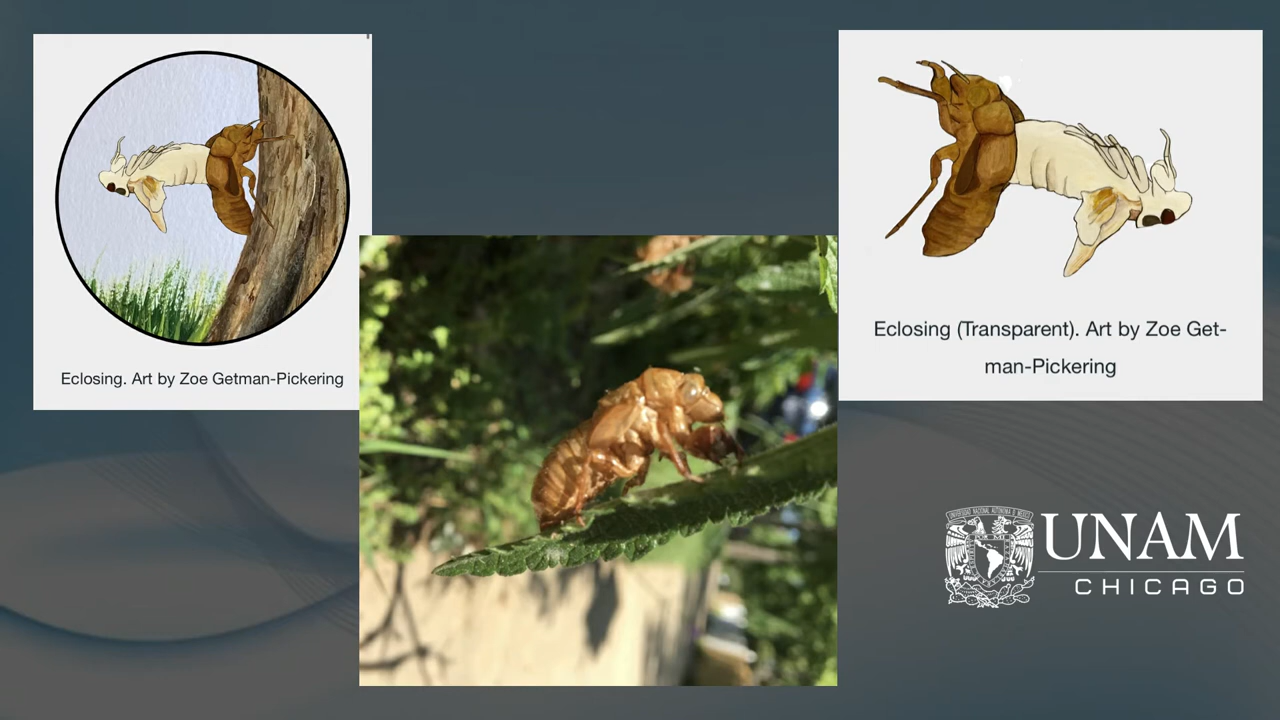 Eclosing. Art by Zoe Getman-Pickering
Eclosing (Transparent). Art by Zoe Get-
man-Pickering
UNAM
CHICAGO